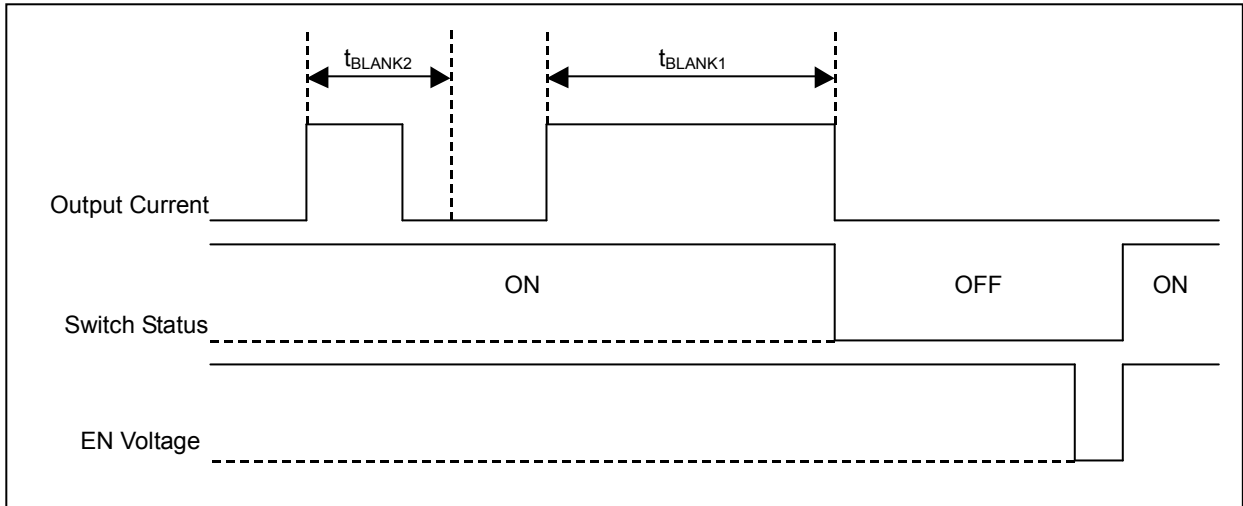 tBLANK2
tBLANK1
Output Current
ON
OFF
ON
Switch Status
EN Voltage